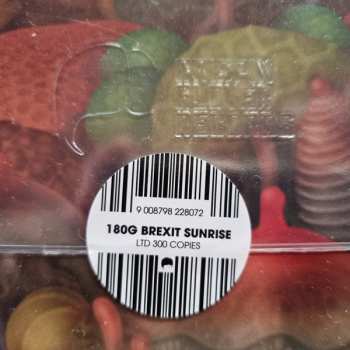 9 008798 228072
180G BREXIT SUNRISE
LTD 300 COPIES